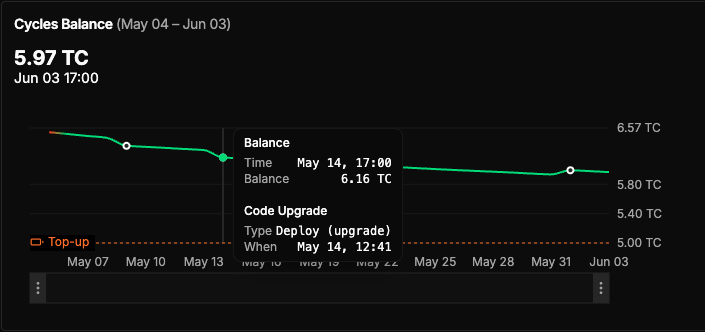 Cycles Balance (May 04 – Jun 03)
5.97 TC
Jun 03 17:00
6.57 TC
Balance
Time May 14, 17:00
Balance 6.16 TC
5.80 TC
Code Upgrade
5.40 TC
Type Deploy (upgrade)
Top-up
When May 14, 12:41
5.00 TC
May 07 May 10 May 13 May 16 May 19 May 22 May 25 May 28 May 31 Jun 03